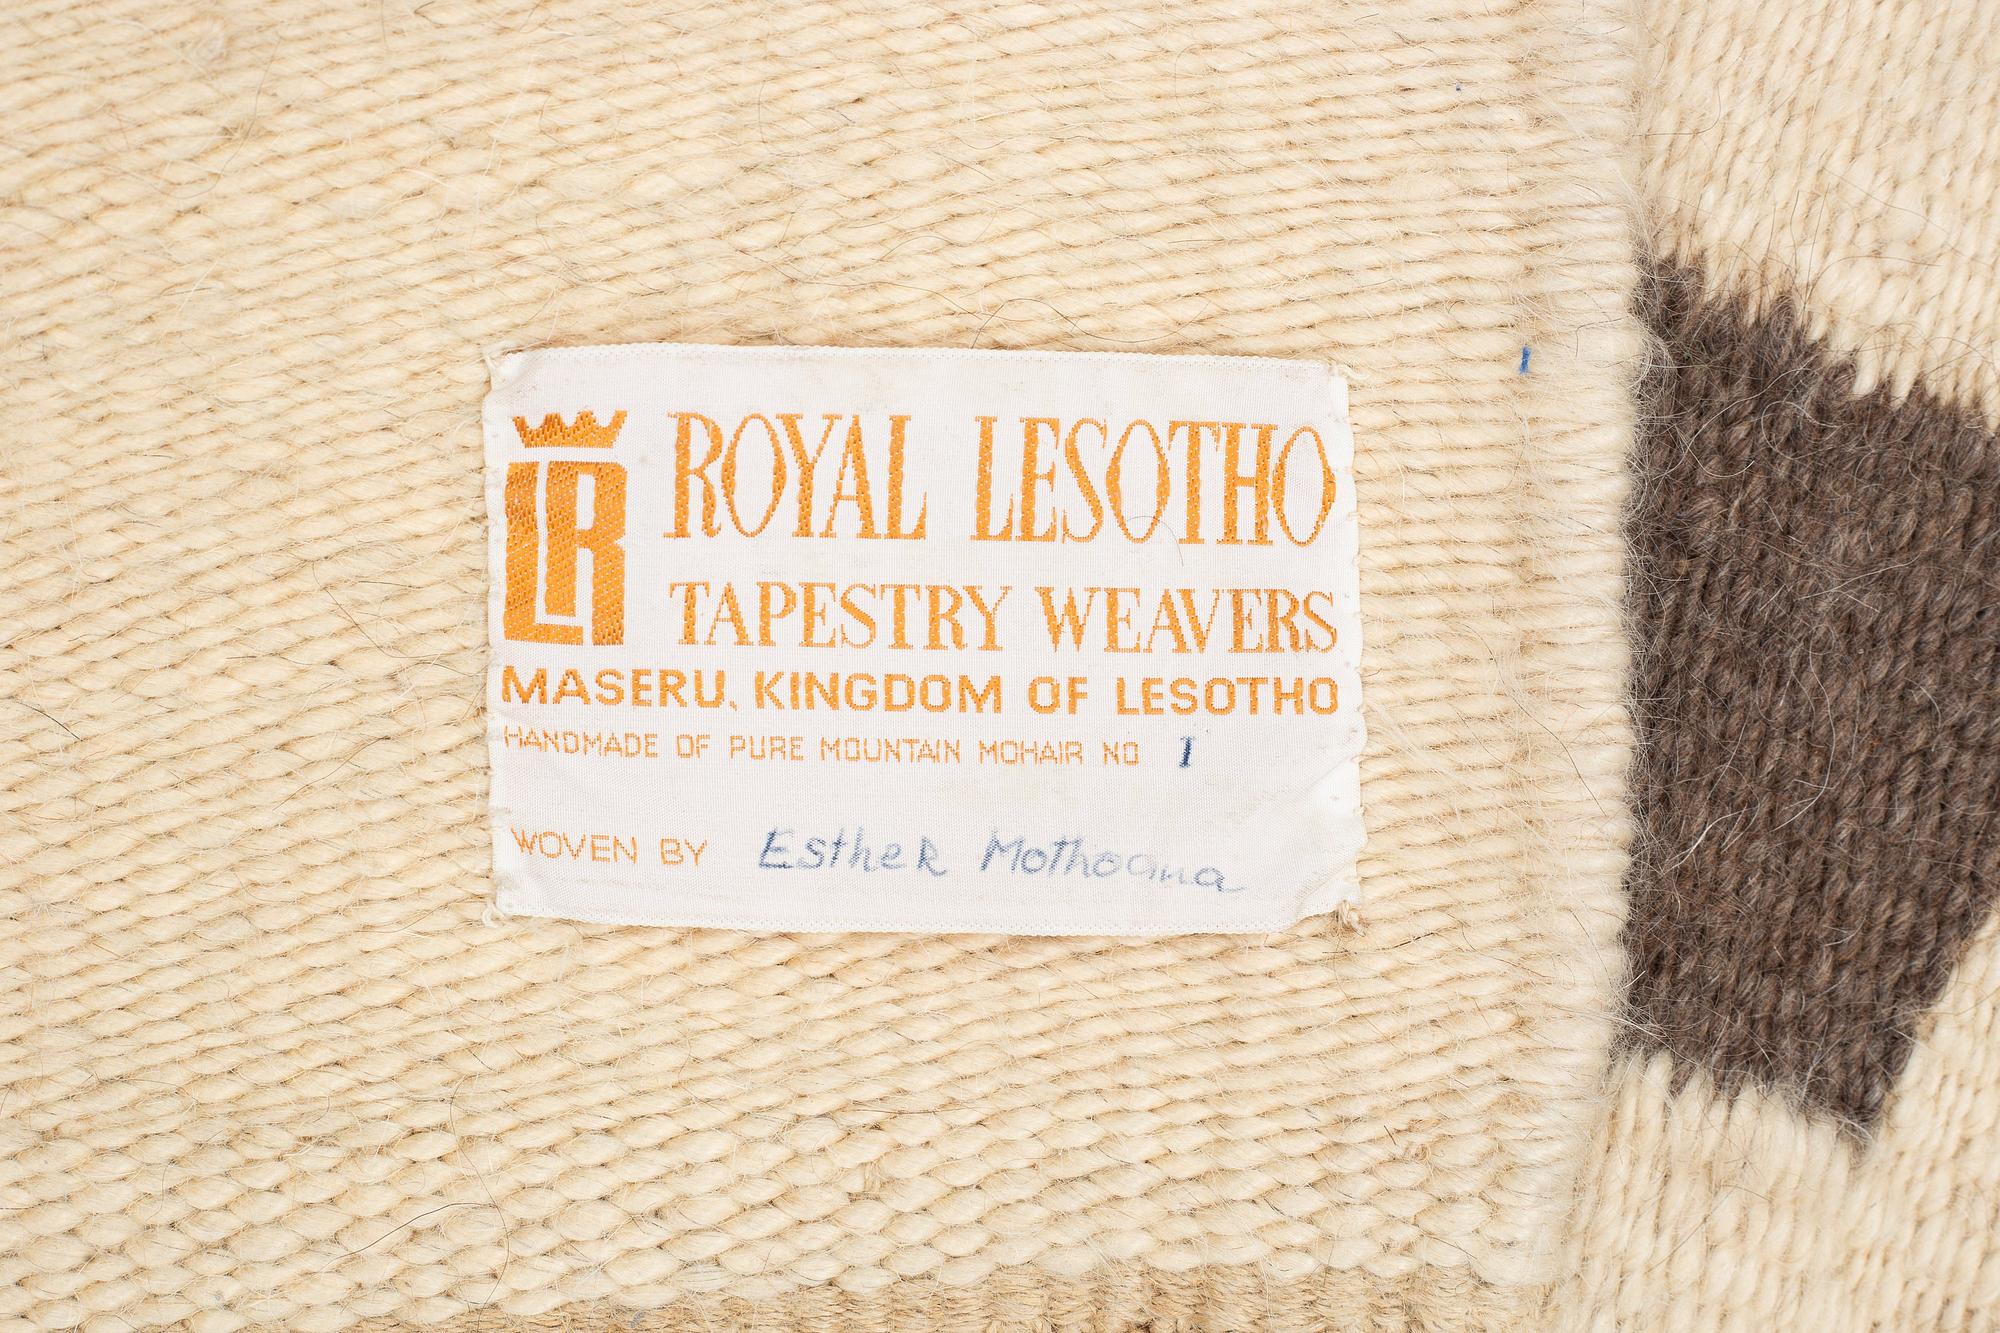 LR ROYAL LESOTHO
TAPESTRY WEAVERS
MASERU, KINGDOM OF LESOTHO
HANDMADE OF PURE MOUNTAIN MOHAIR NO 1
WOVEN BY Esther